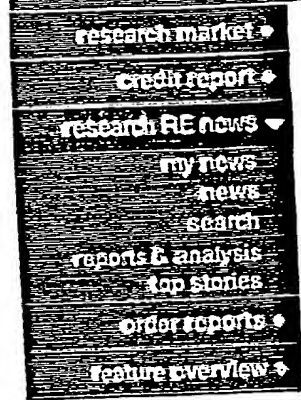 research market
credit report
research RE news
my news
news
search
reports & analysis
top stories
order reports
feature overview